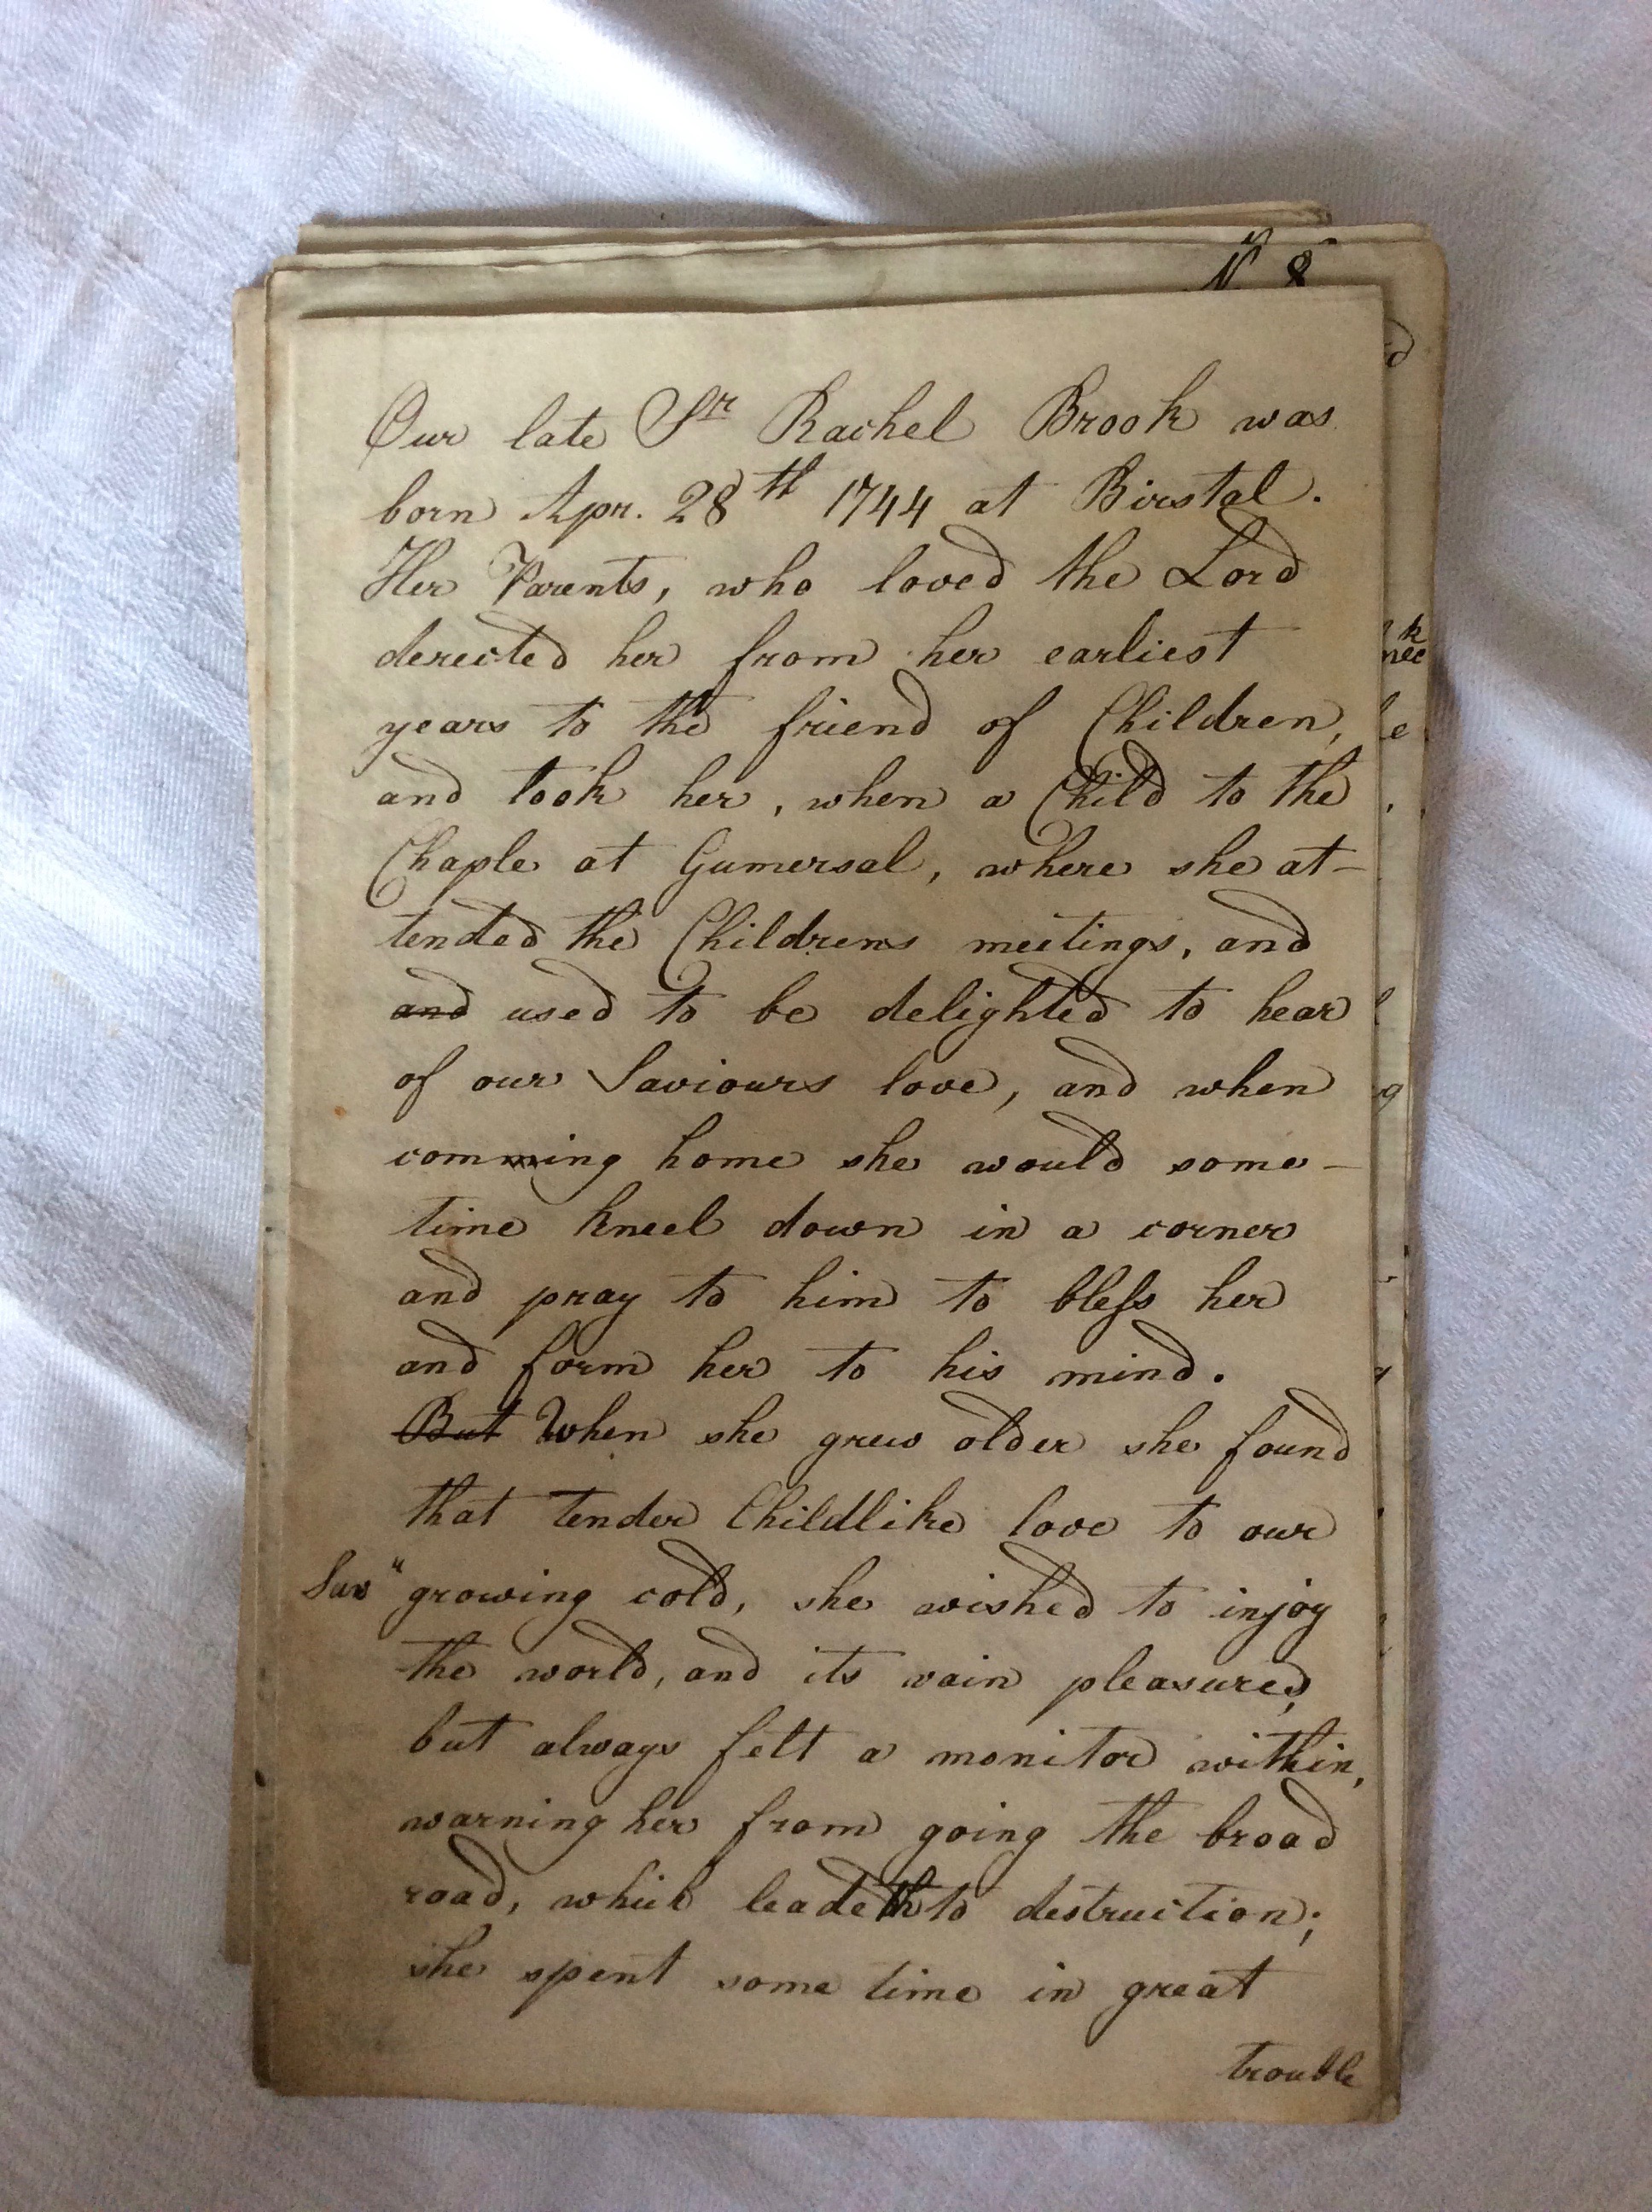 N 8
Our late Sr Rachel Brook was
born Apr. 28th 1744 at Birstal.
Her Parents, who loved the Lord
derected her from her earliest
years to the friend of Children,
and took her, when a Child to the
Chaple at Gumersal, where she at-
tended the Childrens meetings, and
and used to be delighted to hear
of our Saviours love, and when
comming home she would some-
time kneel down in a corner
and pray to him to bless her
and form her to his mind.
But When she grew older she found
that tender Childlike love to our
Sav" growing cold, she wished to injoy
the world, and its vain pleasures,
but always felt a monitor within,
warning her from going the broad
road, which leadeth to destruction;
she spent some time in great
trouble